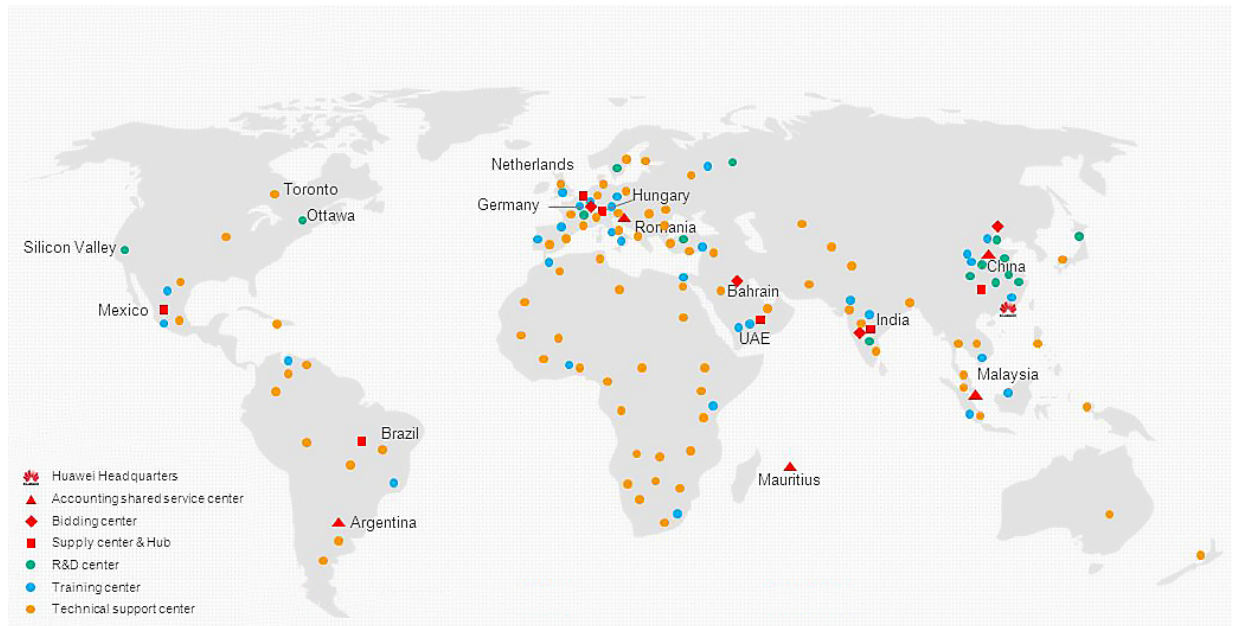 Netherlands
Toronto
Hungary
Germany
Ottawa
Romania
Silicon Valley
China
Bahrain
Mexico
India
UAE
Malaysia
Brazil
Mauritius
Argentina
Huawei Headquarters
Accounting shared service center
Bidding center
Supply center & Hub
R&D center
Training center
Technical support center